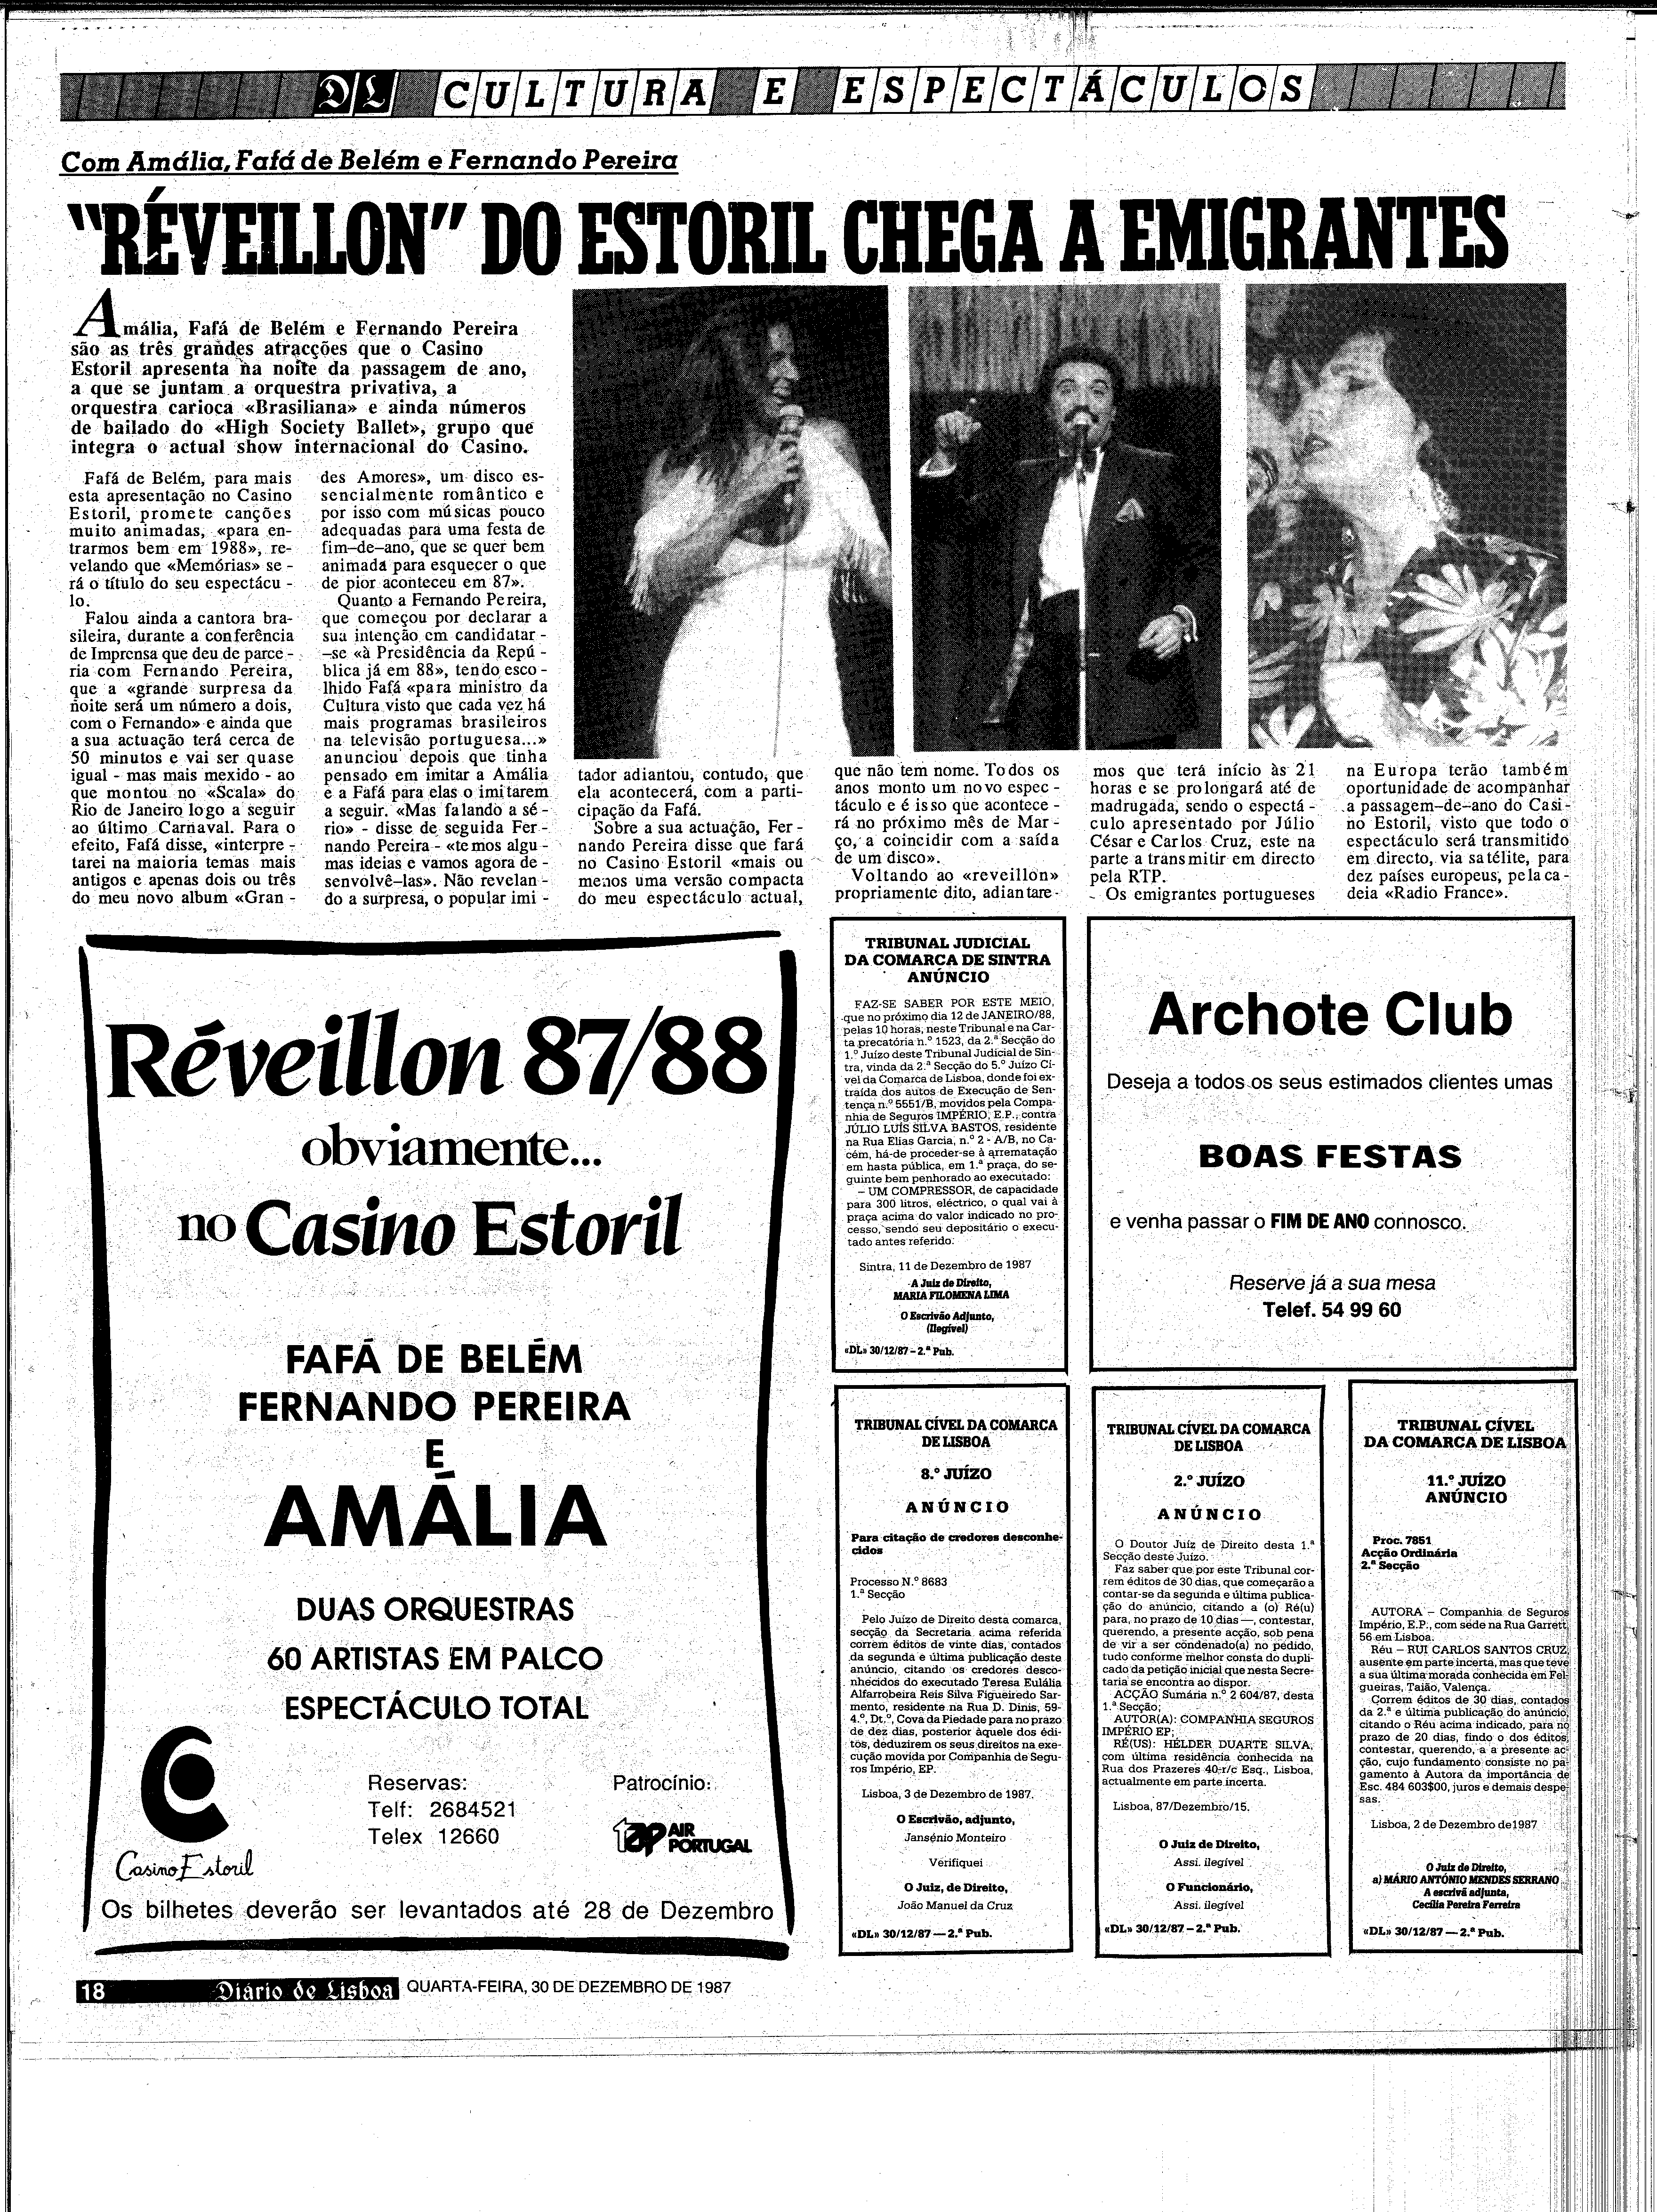 DL CULTURA E ESPECTÁCULOS
Com Amália, Fafá de Belém e Fernando Pereira
"RÉVEILLON" DO ESTORIL CHEGA A EMIGRANTES
Amália, Fafá de Belém e Fernando Pereira
são as três grandes atracções que o Casino
Estoril apresenta na noite da passagem de ano,
a que se juntam a orquestra privativa, a
orquestra carioca «Brasiliana» e ainda números
de bailado do «High Society Ballet», grupo que
integra o actual show internacional do Casino.
Fafá de Belém, para mais
esta apresentação no Casino
Estoril, promete canções
muito animadas, «para en-
trarmos bem em 1988», re-
velando que «Memórias» se-
rá o título do seu espectácu-
lo.
Falou ainda a cantora bra-
sileira, durante a conferência
de Imprensa que deu de parce-
ria com Fernando Pereira,
que a «grande surpresa da
noite será um número a dois,
com o Fernando» e ainda que
a sua actuação terá cerca de
50 minutos e vai ser quase
igual - mas mais mexido - ao
que montou no «Scala» do
Rio de Janeiro logo a seguir
ao último Carnaval. Para o
efeito, Fafá disse, «interpre-
tarei na maioria temas mais
antigos e apenas dois ou três
do meu novo album «Gran-
des Amores», um disco es-
sencialmente romântico e
por isso com músicas pouco
adequadas para uma festa de
fim-de-ano, que se quer bem
animada para esquecer o que
de pior aconteceu em 87».
Quanto a Fernando Pereira,
que começou por declarar a
sua intenção em candidatar-
-se «à Presidência da Repú-
blica já em 88», tendo esco-
lhido Fafá «para ministro da
Cultura visto que cada vez há
mais programas brasileiros
na televisão portuguesa...»
anunciou depois que tinha
pensado em imitar a Amália
e a Fafá para elas o imitarem
a seguir. «Mas falando a sé-
rio» - disse de seguida Fer-
nando Pereira - «temos algu-
mas ideias e vamos agora de-
senvolvê-las». Não revelan-
do a surpresa, o popular imi-
tador adiantou, contudo, que
ela acontecerá, com a parti-
cipação da Fafá.
Sobre a sua actuação, Fer-
nando Pereira disse que fará
no Casino Estoril «mais ou
menos uma versão compacta
do meu espectáculo actual,
que não tem nome. Todos os
anos monto um novo espec-
táculo e é isso que acontece-
rá no próximo mês de Mar-
ço, a coincidir com a saída
de um disco».
Voltando ao «reveillon»
propriamente dito, adiantare-
mos que terá início às 21
horas e se prolongará até de
madrugada, sendo o espectá-
culo apresentado por Júlio
César e Carlos Cruz, este na
parte a transmitir em directo
pela RTP.
Os emigrantes portugueses
na Europa terão também
oportunidade de acompanhar
a passagem-de-ano do Casi-
no Estoril, visto que todo o
espectáculo será transmitido
em directo, via satélite, para
dez países europeus, pela ca-
deia «Radio France».
Réveillon 87/88
obviamente...
no Casino Estoril
FAFÁ DE BELÉM
FERNANDO PEREIRA
E
AMÁLIA
DUAS ORQUESTRAS
60 ARTISTAS EM PALCO
ESPECTÁCULO TOTAL
Reservas:
Telf: 2684521
Telex 12660
Patrocínio:
tap AIR PORTUGAL
Casino Estoril
Os bilhetes deverão ser levantados até 28 de Dezembro
TRIBUNAL JUDICIAL
DA COMARCA DE SINTRA
ANÚNCIO
FAZ-SE SABER POR ESTE MEIO,
que no próximo dia 12 de JANEIRO/88,
pelas 10 horas, neste Tribunal e na Car-
ta precatória n.º 1523, da 2.ª Secção do
1.º Juízo deste Tribunal Judicial de Sin-
tra, vinda da 2.ª Secção do 5.º Juízo Cí-
vel da Comarca de Lisboa, donde foi ex-
traída dos autos de Execução de Sen-
tença n.º 5551/B, movidos pela Compa-
nhia de Seguros IMPÉRIO, E.P., contra
JÚLIO LUÍS SILVA BASTOS, residente
na Rua Elias Garcia, n.º 2 - A/B, no Ca-
cém, há-de proceder-se à arrematação
em hasta pública, em 1.ª praça, do se-
guinte bem penhorado ao executado:
– UM COMPRESSOR, de capacidade
para 300 litros, eléctrico, o qual vai à
praça acima do valor indicado no pro-
cesso, sendo seu depositário o execu-
tado antes referido.
Sintra, 11 de Dezembro de 1987
A Juiz de Direito,
MARIA FILOMENA LIMA
O Escrivão Adjunto,
(Ilegível)
«DL» 30/12/87 – 2.ª Pub.
Archote Club
Deseja a todos os seus estimados clientes umas
BOAS FESTAS
e venha passar o FIM DE ANO connosco.
Reserve já a sua mesa
Telef. 54 99 60
TRIBUNAL CÍVEL DA COMARCA
DE LISBOA
8.º JUÍZO
ANÚNCIO
Para citação de credores desconhe-
cidos
Processo N.º 8683
1.ª Secção
Pelo Juízo de Direito desta comarca,
secção da Secretaria acima referida
correm éditos de vinte dias, contados
da segunda e última publicação deste
anúncio, citando os credores desco-
nhecidos do executado Teresa Eulália
Alfarrobeira Reis Silva Figueiredo Sar-
mento, residente na Rua D. Dinis, 59-
4.º, Dt.º, Cova da Piedade para no prazo
de dez dias, posterior àquele dos édi-
tos, deduzirem os seus direitos na exe-
cução movida por Companhia de Segu-
ros Império, EP.
Lisboa, 3 de Dezembro de 1987.
O Escrivão, adjunto,
Jansénio Monteiro
Verifiquei
O Juiz, de Direito,
João Manuel da Cruz
«DL» 30/12/87 — 2.ª Pub.
TRIBUNAL CÍVEL DA COMARCA
DE LISBOA
2.º JUÍZO
ANÚNCIO
O Doutor Juíz de Direito desta 1.ª
Secção deste Juízo.
Faz saber que por este Tribunal cor-
rem éditos de 30 dias, que começarão a
contar-se da segunda e última publica-
ção do anúncio, citando a (o) Ré(u)
para, no prazo de 10 dias —, contestar,
querendo, a presente acção, sob pena
de vir a ser condenado(a) no pedido,
tudo conforme melhor consta do dupli-
cado da petição inicial que nesta Secre-
taria se encontra ao dispor.
ACÇÃO Sumária n.º 2 604/87, desta
1.ª Secção;
AUTOR(A): COMPANHIA SEGUROS
IMPÉRIO EP;
RÉ(US): HÉLDER DUARTE SILVA,
com última residência conhecida na
Rua dos Prazeres 40-r/c Esq., Lisboa,
actualmente em parte incerta.
Lisboa, 87/Dezembro/15.
O Juiz de Direito,
Assi. ilegível
O Funcionário,
Assi. ilegível
«DL» 30/12/87 – 2.ª Pub.
TRIBUNAL CÍVEL
DA COMARCA DE LISBOA
11.º JUÍZO
ANÚNCIO
Proc. 7851
Acção Ordinária
2.ª Secção
AUTORA – Companhia de Seguros
Império, E.P., com sede na Rua Garrett,
56 em Lisboa.
Réu – RUI CARLOS SANTOS CRUZ,
ausente em parte incerta, mas que teve
a sua última morada conhecida em Fel-
gueiras, Taião, Valença.
Correm éditos de 30 dias, contados
da 2.ª e última publicação do anúncio,
citando o Réu acima indicado, para no
prazo de 20 dias, findo o dos éditos,
contestar, querendo, a a presente ac-
ção, cujo fundamento consiste no pa-
gamento à Autora da importância de
Esc. 484 603$00, juros e demais despe-
sas.
Lisboa, 2 de Dezembro de 1987
O Juiz de Direito,
a) MÁRIO ANTÓNIO MENDES SERRANO
A escrivã adjunta,
Cecília Pereira Ferreira
«DL» 30/12/87 — 2.ª Pub.
18 Diário de Lisboa QUARTA-FEIRA, 30 DE DEZEMBRO DE 1987